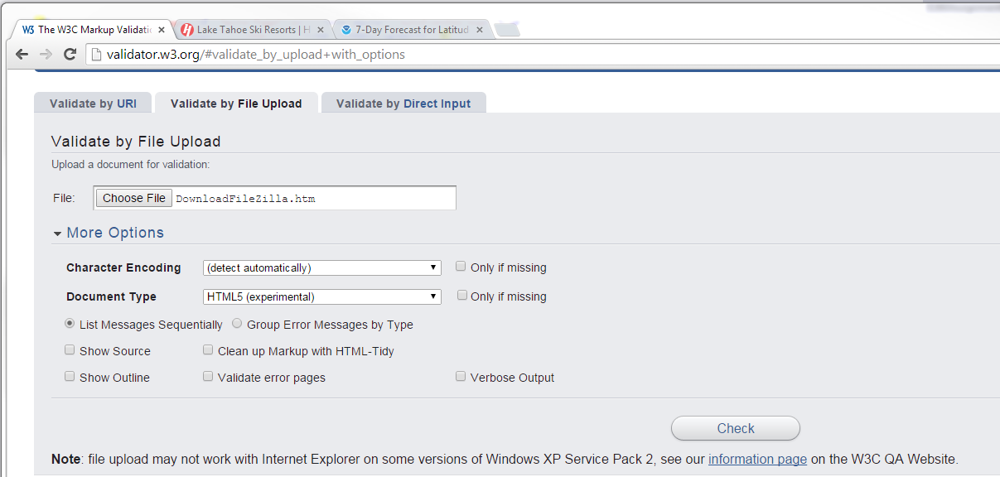 W3 The W3C Markup Validatio × Lake Tahoe Ski Resorts | H × 7-Day Forecast for Latitud ×
validator.w3.org/#validate_by_upload+with_options
Validate by URI Validate by File Upload Validate by Direct Input
Validate by File Upload
Upload a document for validation:
File: Choose File DownloadFileZilla.htm
More Options
Character Encoding (detect automatically) Only if missing
Document Type HTML5 (experimental) Only if missing
List Messages Sequentially Group Error Messages by Type
Show Source Clean up Markup with HTML-Tidy
Show Outline Validate error pages Verbose Output
Check
Note: file upload may not work with Internet Explorer on some versions of Windows XP Service Pack 2, see our information page on the W3C QA Website.